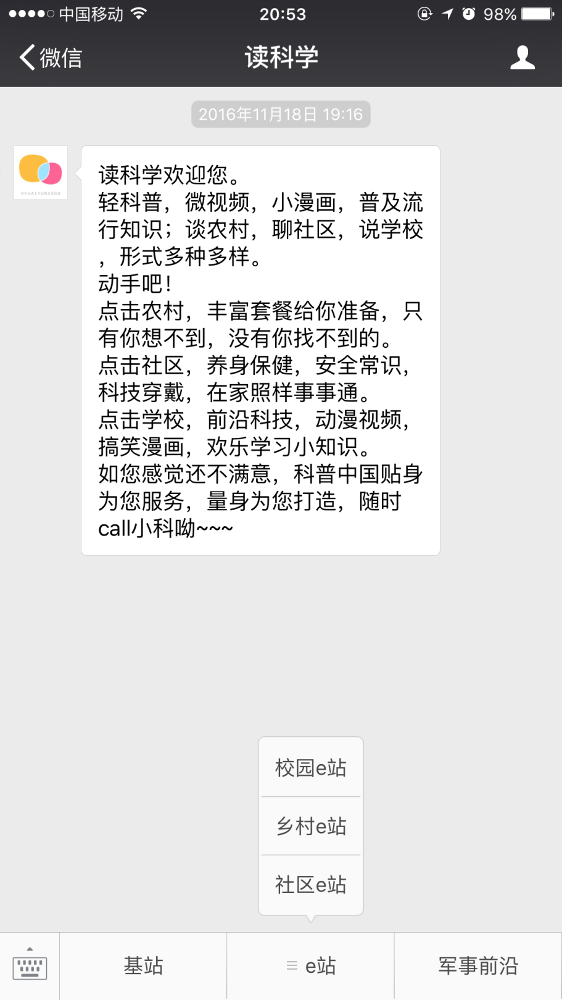 中国移动
20:53
98%
微信
读科学
2016年11月18日 19:16
KEHAIYUNZHOU
读科学欢迎您。
轻科普，微视频，小漫画，普及流
行知识；谈农村，聊社区，说学校
，形式多种多样。
动手吧！
点击农村，丰富套餐给你准备，只
有你想不到，没有你找不到的。
点击社区，养身保健，安全常识，
科技穿戴，在家照样事事通。
点击学校，前沿科技，动漫视频，
搞笑漫画，欢乐学习小知识。
如您感觉还不满意，科普中国贴身
为您服务，量身为您打造，随时
call小科呦~~~
校园e站
乡村e站
社区e站
基站
e站
军事前沿